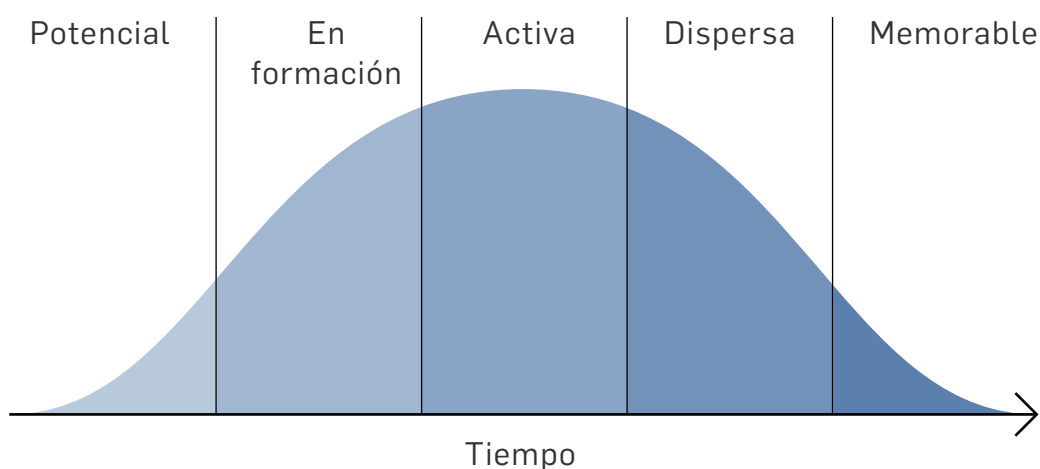 Potencial
En
formación
Activa
Dispersa
Memorable
Tiempo